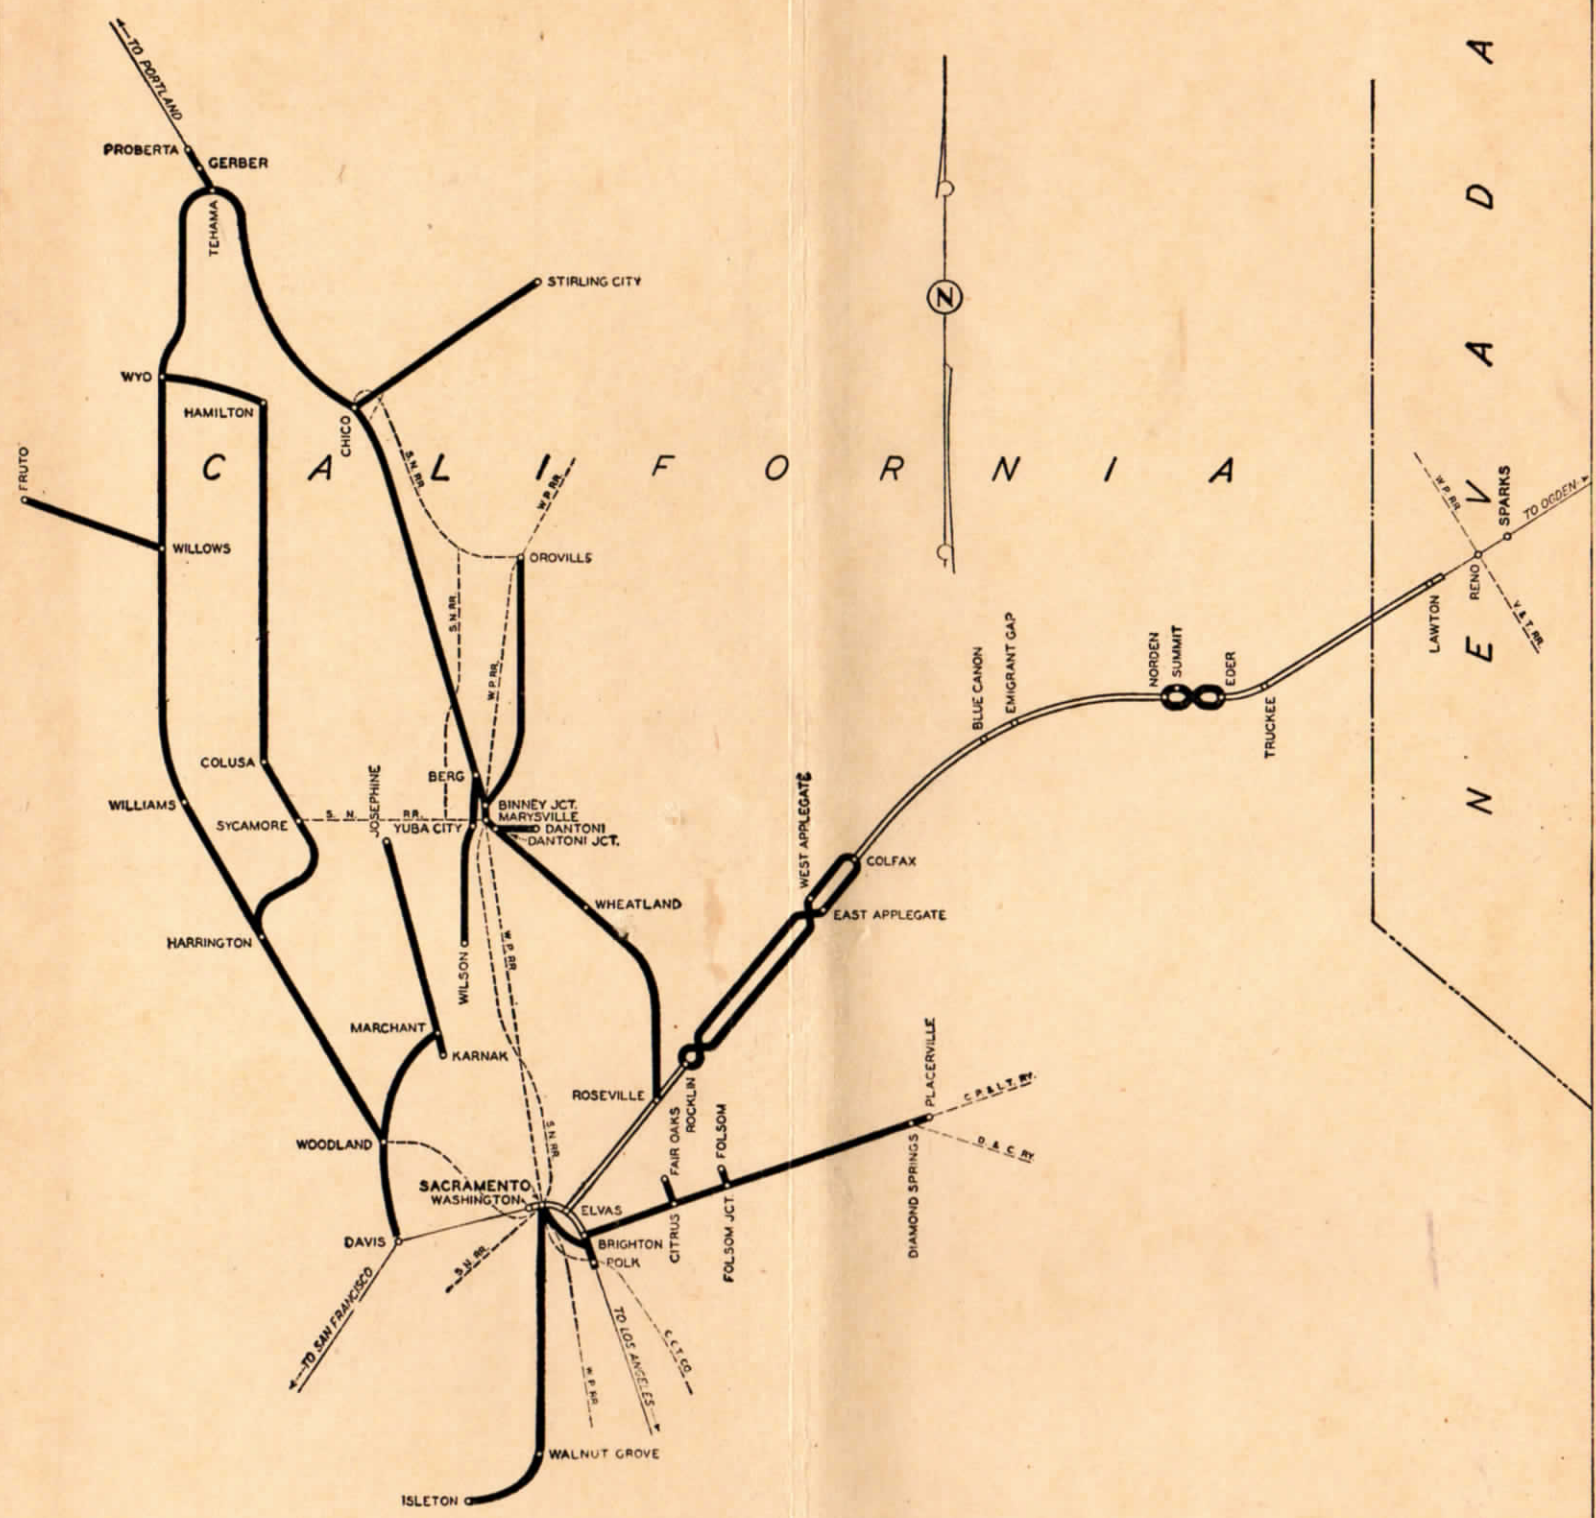 ←TO PORTLAND
PROBERTA
GERBER
TEHAMA
STIRLING CITY
WYO
HAMILTON
CHICO
FRUTO
CALIFORNIA
NEVADA
N
S.N. RR.
W.P. RR.
WILLOWS
OROVILLE
S.N. RR.
W.P. RR.
W.P. RR.
SPARKS
TO OGDEN→
RENO
V. & T. RR.
LAWTON
TRUCKEE
EDER
SUMMIT
NORDEN
EMIGRANT GAP
BLUE CANON
COLUSA
JOSEPHINE
BERG
WILLIAMS
SYCAMORE
S. N. RR.
YUBA CITY
BINNEY JCT.
MARYSVILLE
DANTONI
DANTONI JCT.
WEST APPLEGATE
COLFAX
EAST APPLEGATE
WHEATLAND
HARRINGTON
WILSON
W.P. RR
MARCHANT
KARNAK
ROSEVILLE
ROCKLIN
FAIR OAKS
FOLSOM
PLACERVILLE
C.P. & L.T. RY.
D. & C. RY
DIAMOND SPRINGS
WOODLAND
S.N. RR.
SACRAMENTO
WASHINGTON
ELVAS
BRIGHTON
POLK
CITRUS
FOLSOM JCT.
DAVIS
S.N. RR.
←TO SAN FRANCISCO
W.P. RR
TO LOS ANGELES→
C.C.T. CO.
WALNUT GROVE
ISLETON